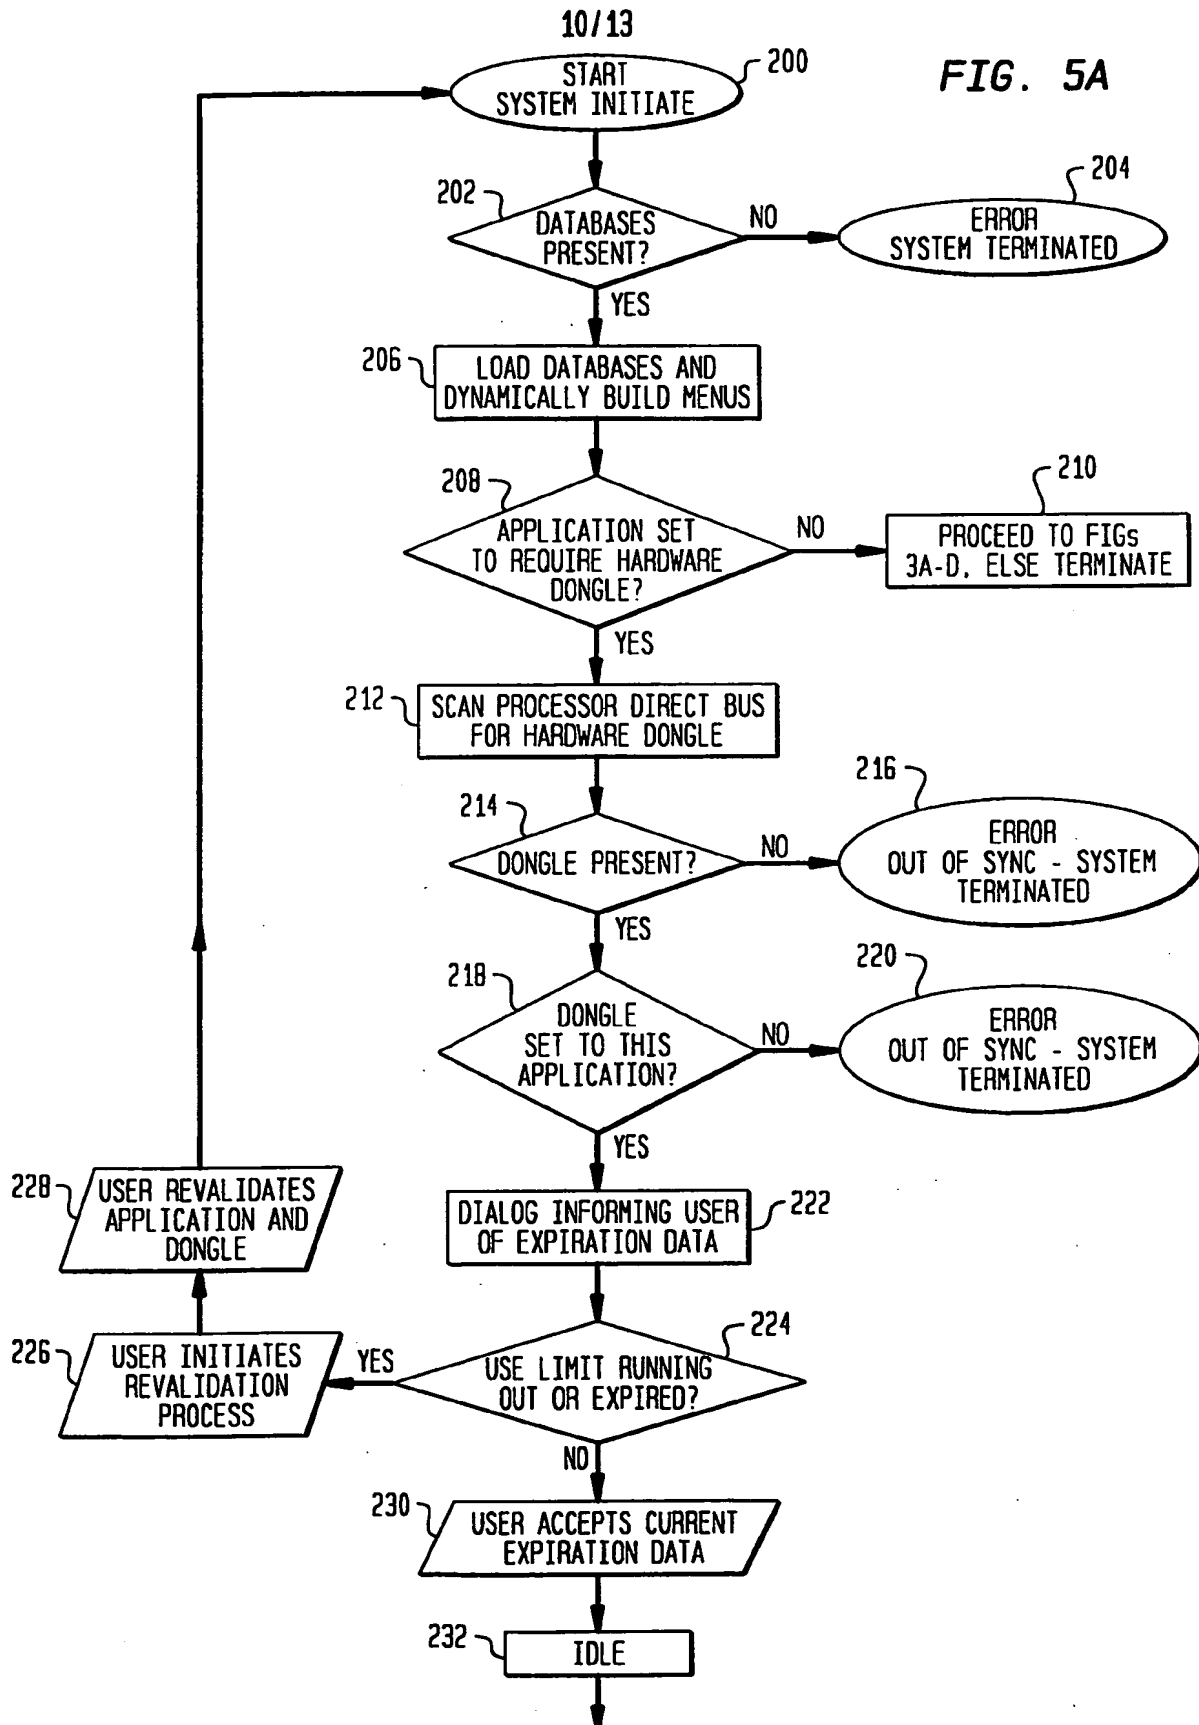 10/13
FIG. 5A
START
SYSTEM INITIATE
200
202
DATABASES
PRESENT?
NO
204
ERROR
SYSTEM TERMINATED
YES
206
LOAD DATABASES AND
DYNAMICALLY BUILD MENUS
208
APPLICATION SET
TO REQUIRE HARDWARE
DONGLE?
NO
210
PROCEED TO FIGs
3A-D, ELSE TERMINATE
YES
212
SCAN PROCESSOR DIRECT BUS
FOR HARDWARE DONGLE
214
DONGLE PRESENT?
NO
216
ERROR
OUT OF SYNC - SYSTEM
TERMINATED
YES
218
DONGLE
SET TO THIS
APPLICATION?
NO
220
ERROR
OUT OF SYNC - SYSTEM
TERMINATED
YES
228
USER REVALIDATES
APPLICATION AND
DONGLE
DIALOG INFORMING USER
OF EXPIRATION DATA
222
226
USER INITIATES
REVALIDATION
PROCESS
YES
224
USE LIMIT RUNNING
OUT OR EXPIRED?
NO
230
USER ACCEPTS CURRENT
EXPIRATION DATA
232
IDLE